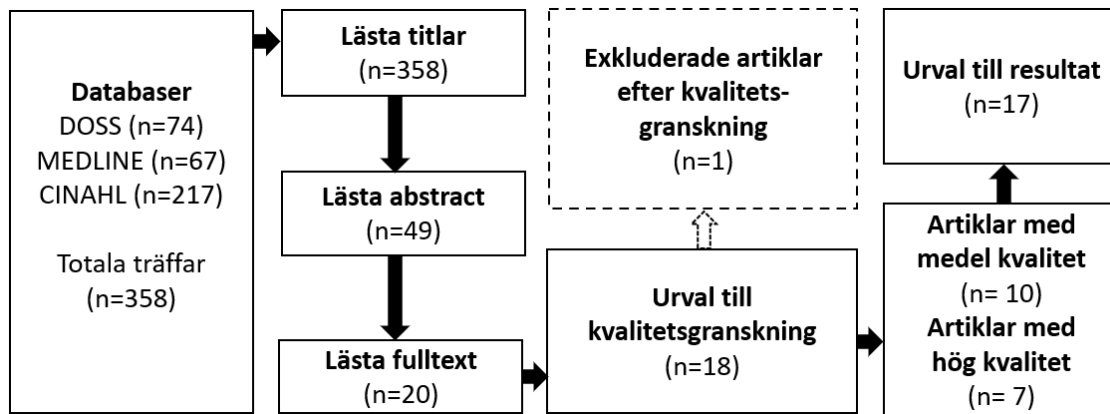 Databaser
DOSS (n=74)
MEDLINE (n=67)
CINAHL (n=217)
Totala träffar
(n=358)
Lästa titlar
(n=358)
Lästa abstract
(n=49)
Lästa fulltext
(n=20)
Exkluderade artiklar
efter kvalitets-
granskning
(n=1)
Urval till
kvalitetsgranskning
(n=18)
Urval till resultat
(n=17)
Artiklar med
medel kvalitet
(n= 10)
Artiklar med
hög kvalitet
(n= 7)